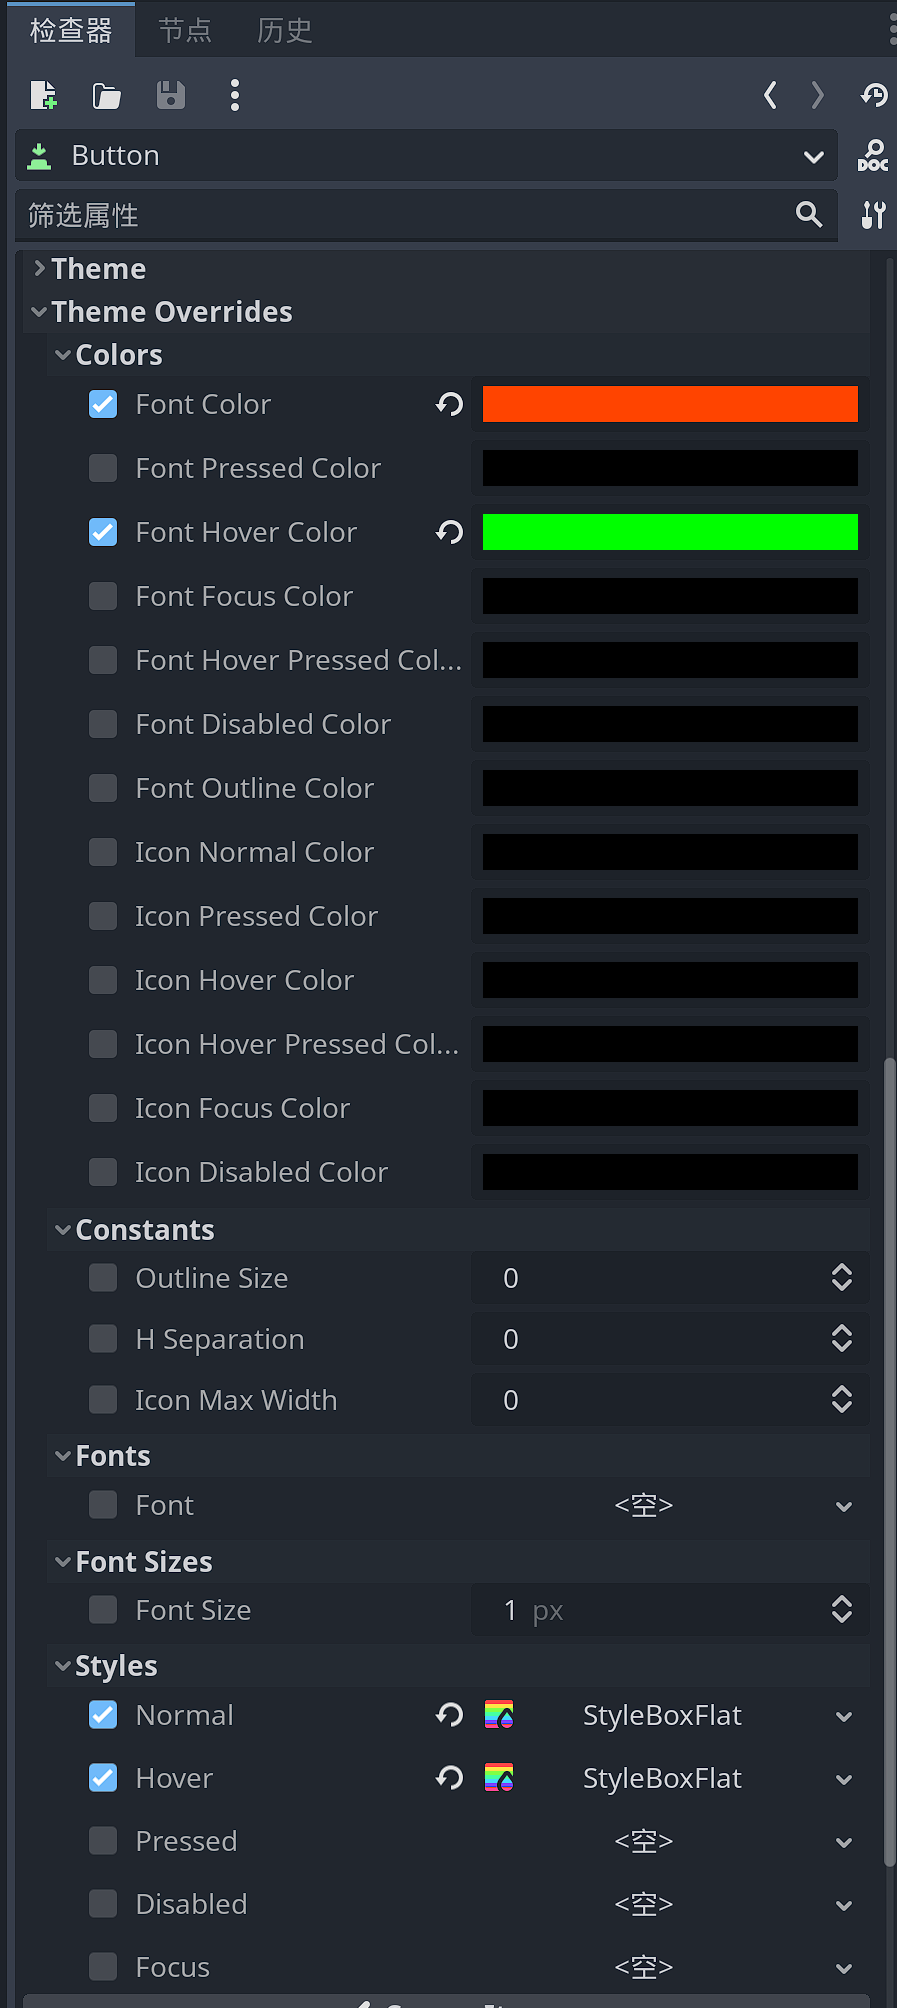 检查器 节点 历史
Button
DOC
筛选属性
Theme
Theme Overrides
Colors
Font Color
Font Pressed Color
Font Hover Color
Font Focus Color
Font Hover Pressed Col...
Font Disabled Color
Font Outline Color
Icon Normal Color
Icon Pressed Color
Icon Hover Color
Icon Hover Pressed Col...
Icon Focus Color
Icon Disabled Color
Constants
Outline Size 0
H Separation 0
Icon Max Width 0
Fonts
Font <空>
Font Sizes
Font Size 1 px
Styles
Normal StyleBoxFlat
Hover StyleBoxFlat
Pressed <空>
Disabled <空>
Focus <空>